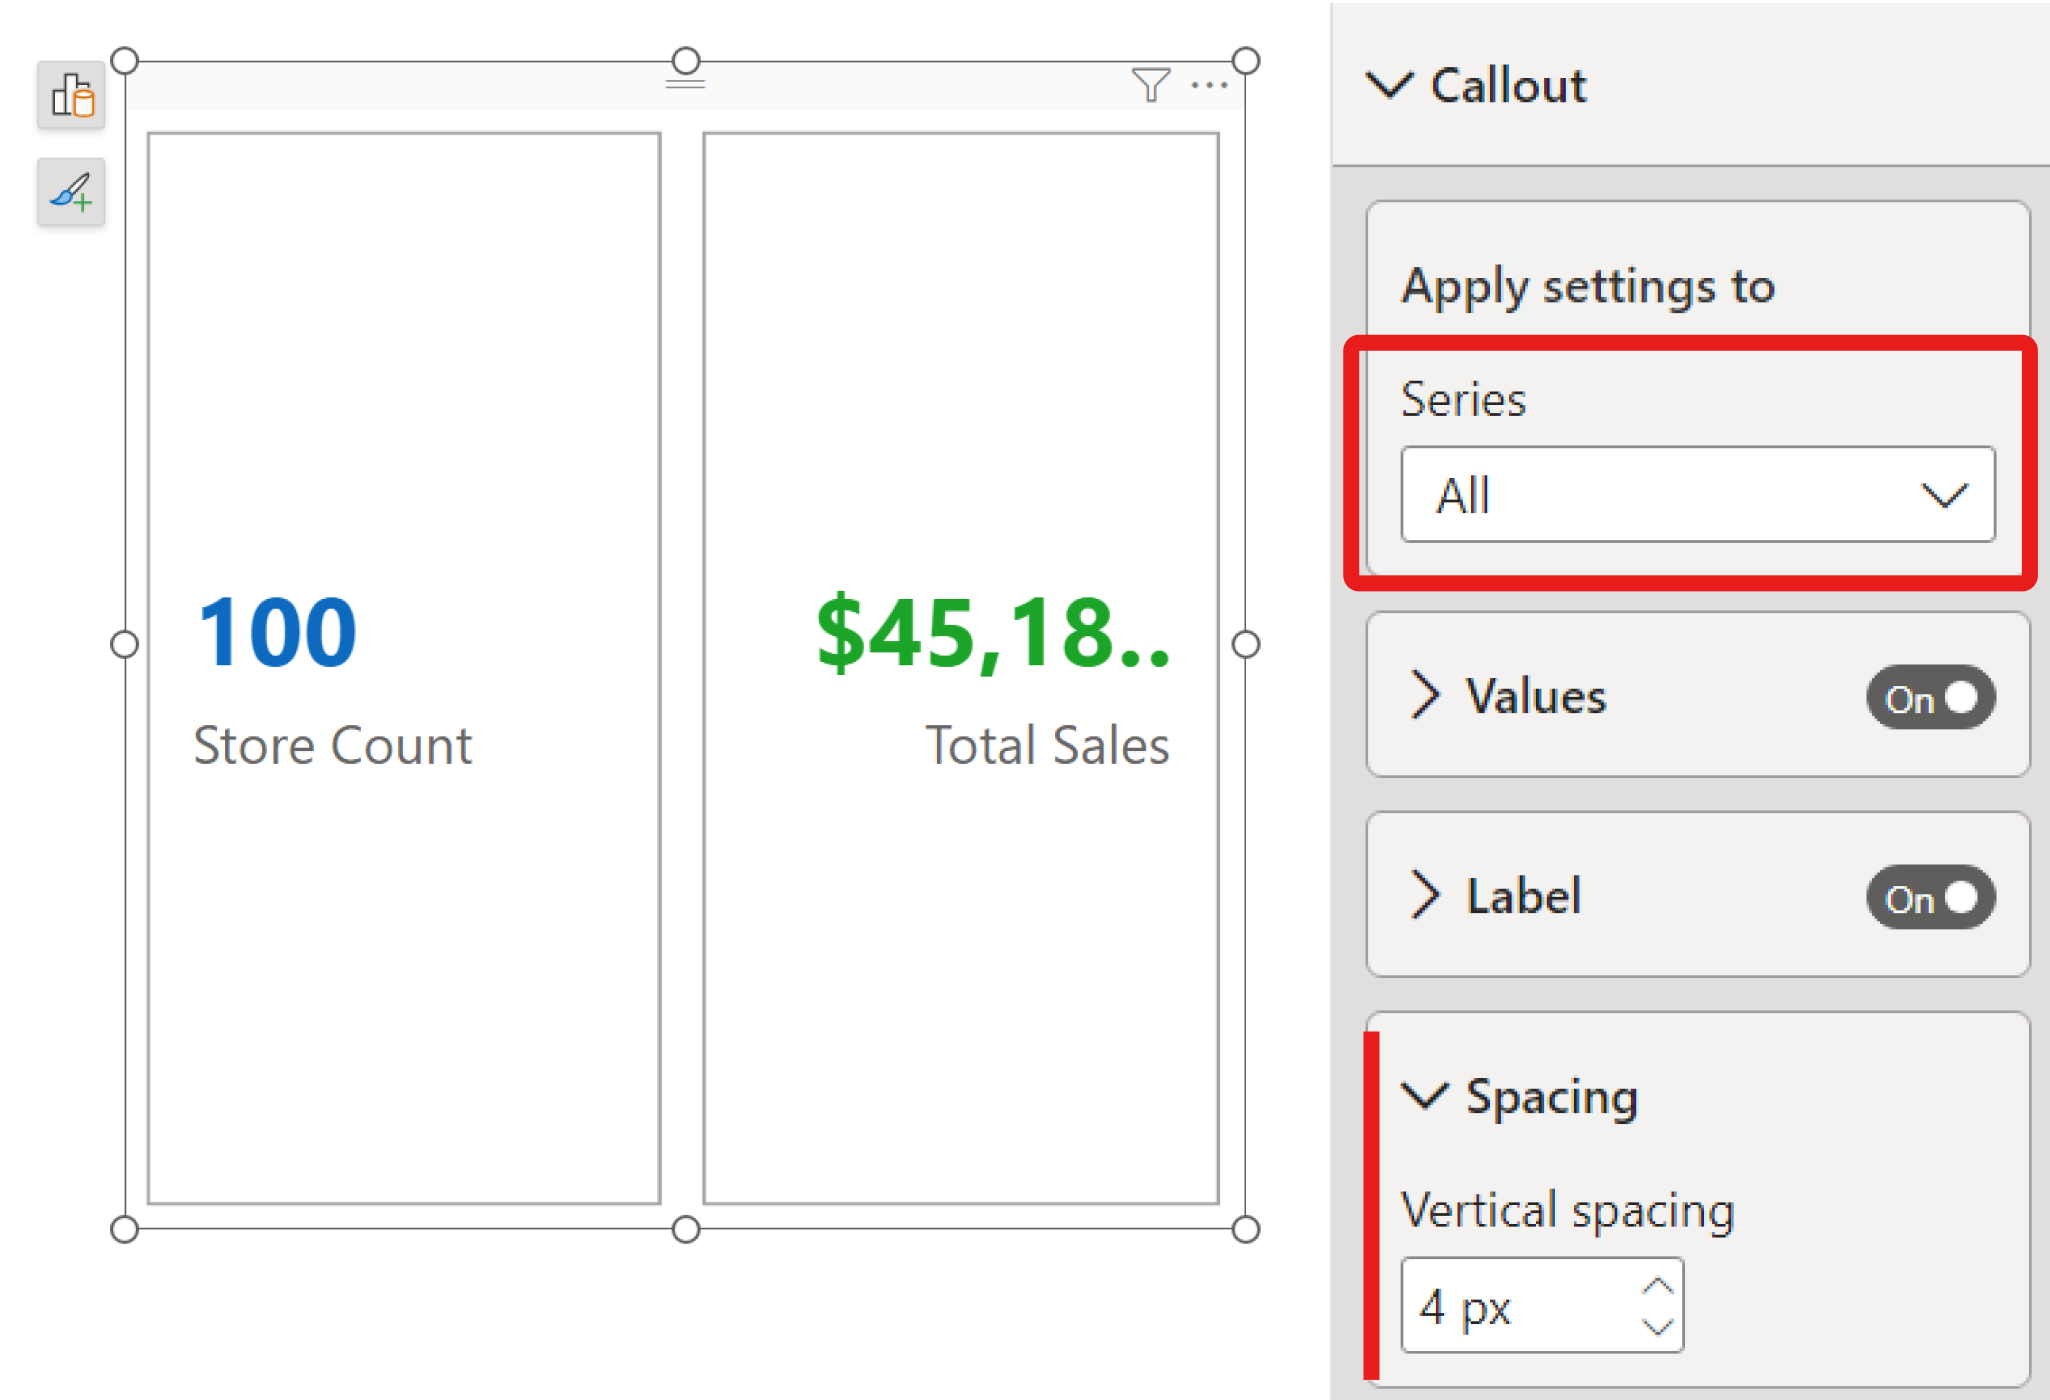 100
Store Count
$45,18..
Total Sales
Callout
Apply settings to
Series
All
Values
On
Label
On
Spacing
Vertical spacing
4 px